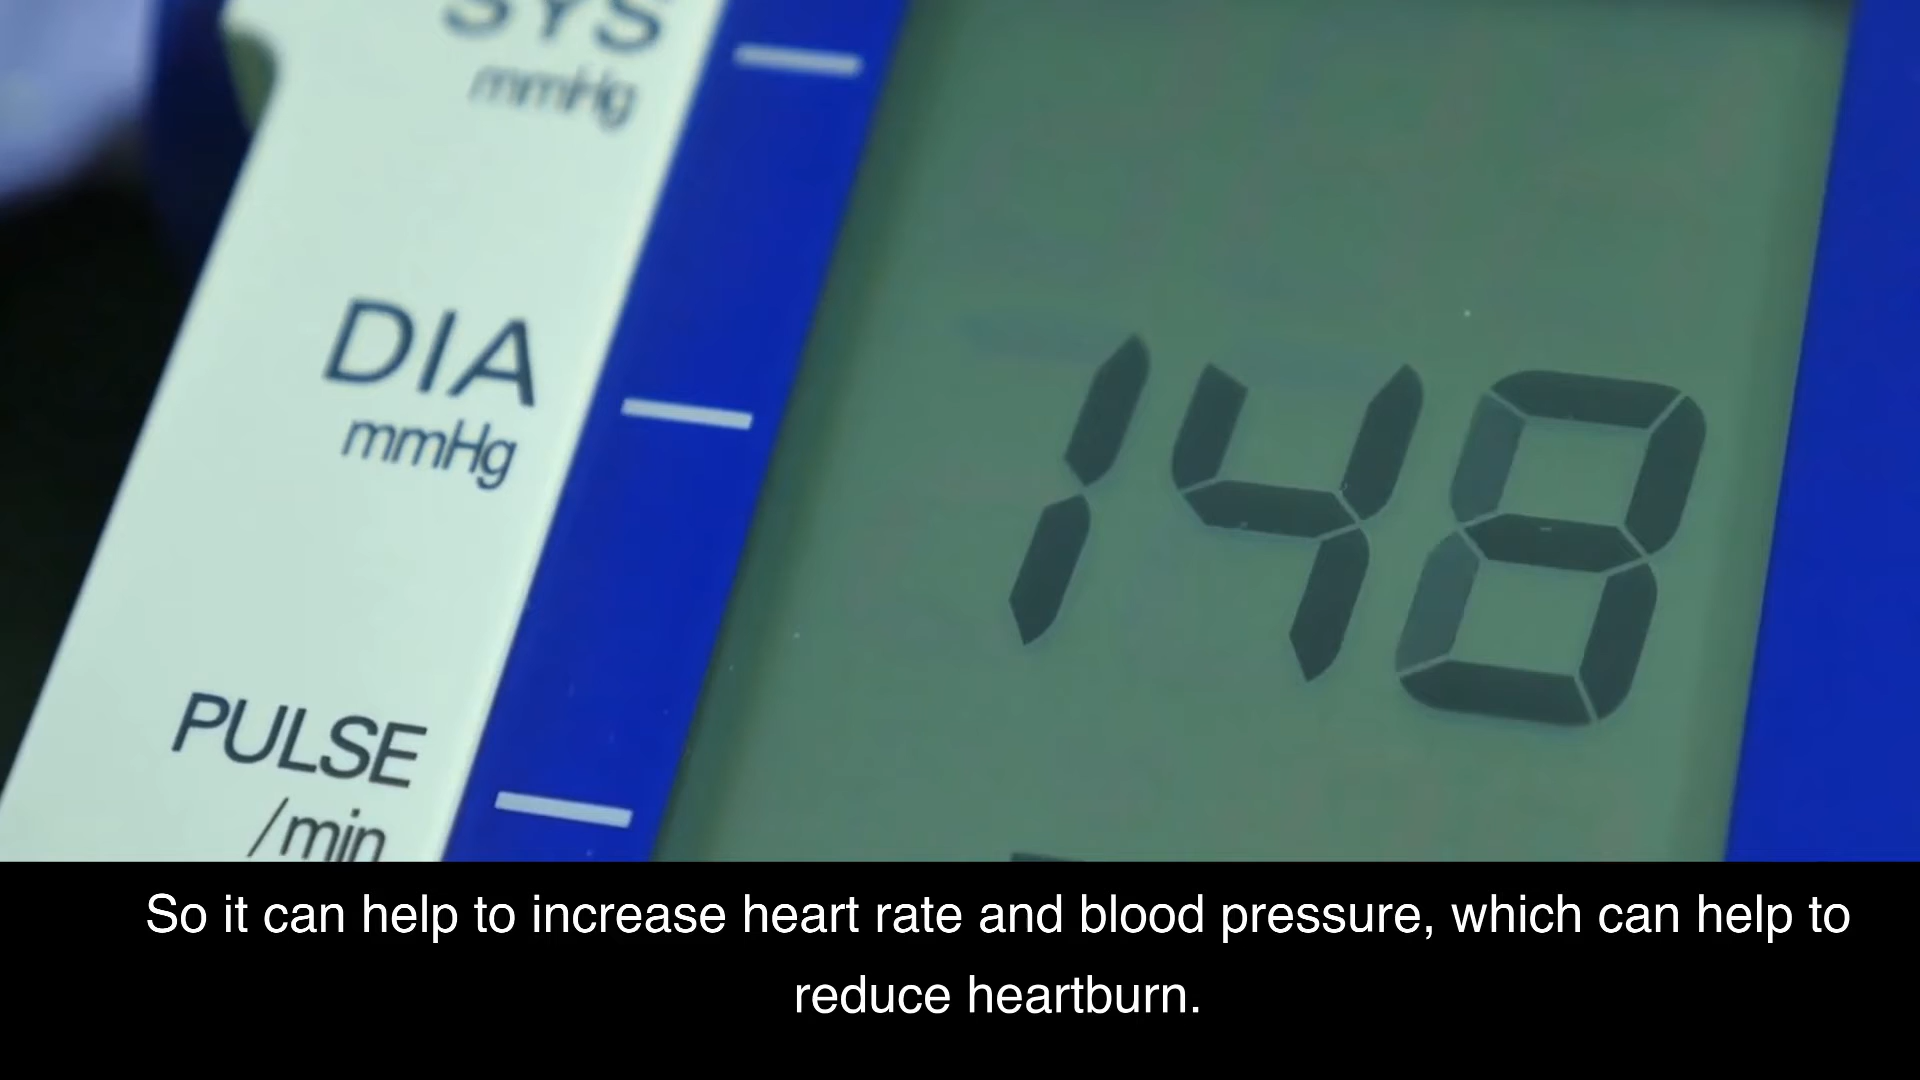 SYS
mmHg
DIA
mmHg
148
PULSE
/min
So it can help to increase heart rate and blood pressure, which can help to
reduce heartburn.